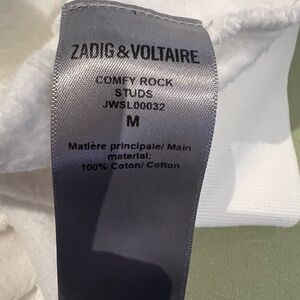 ZADIG & VOLTAIRE
COMFY ROCK
STUDS
JWSL00032
M
Matière principale/ Main
material:
100% Coton/ Cotton